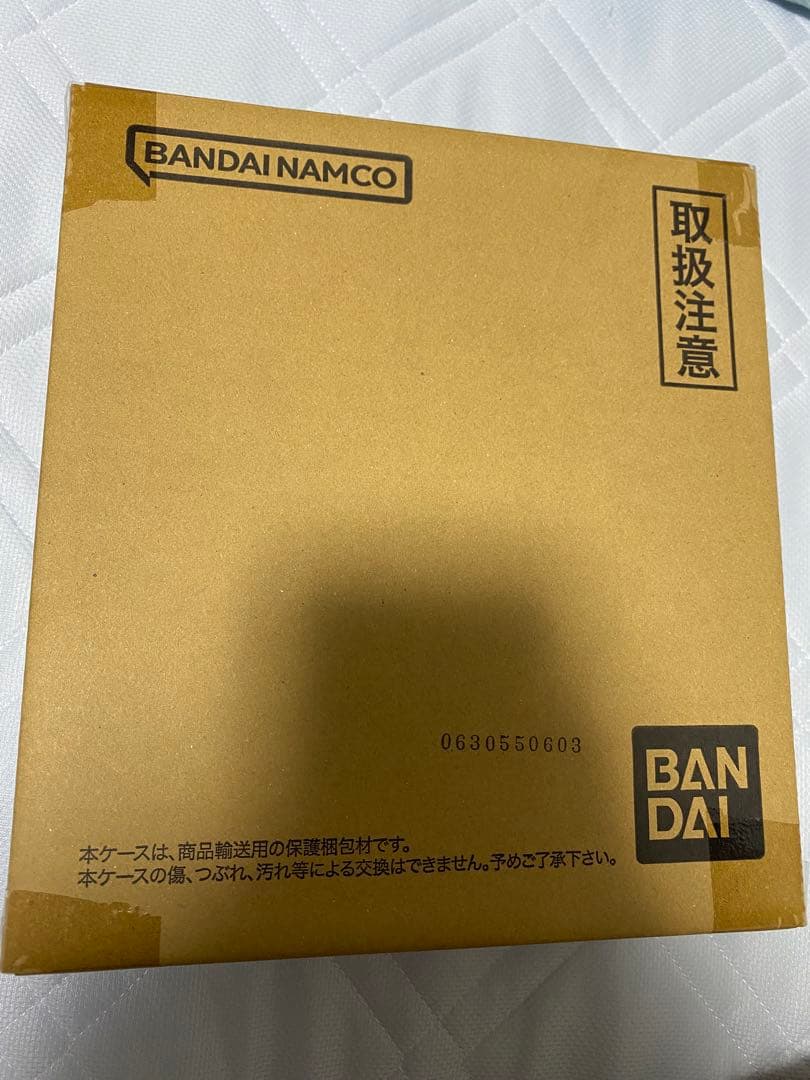 BANDAI NAMCO
取扱注意
0630550603
BAN
DAI
本ケースは、商品輸送用の保護梱包材です。
本ケースの傷、つぶれ、汚れ等による交換はできません。予めご了承下さい。